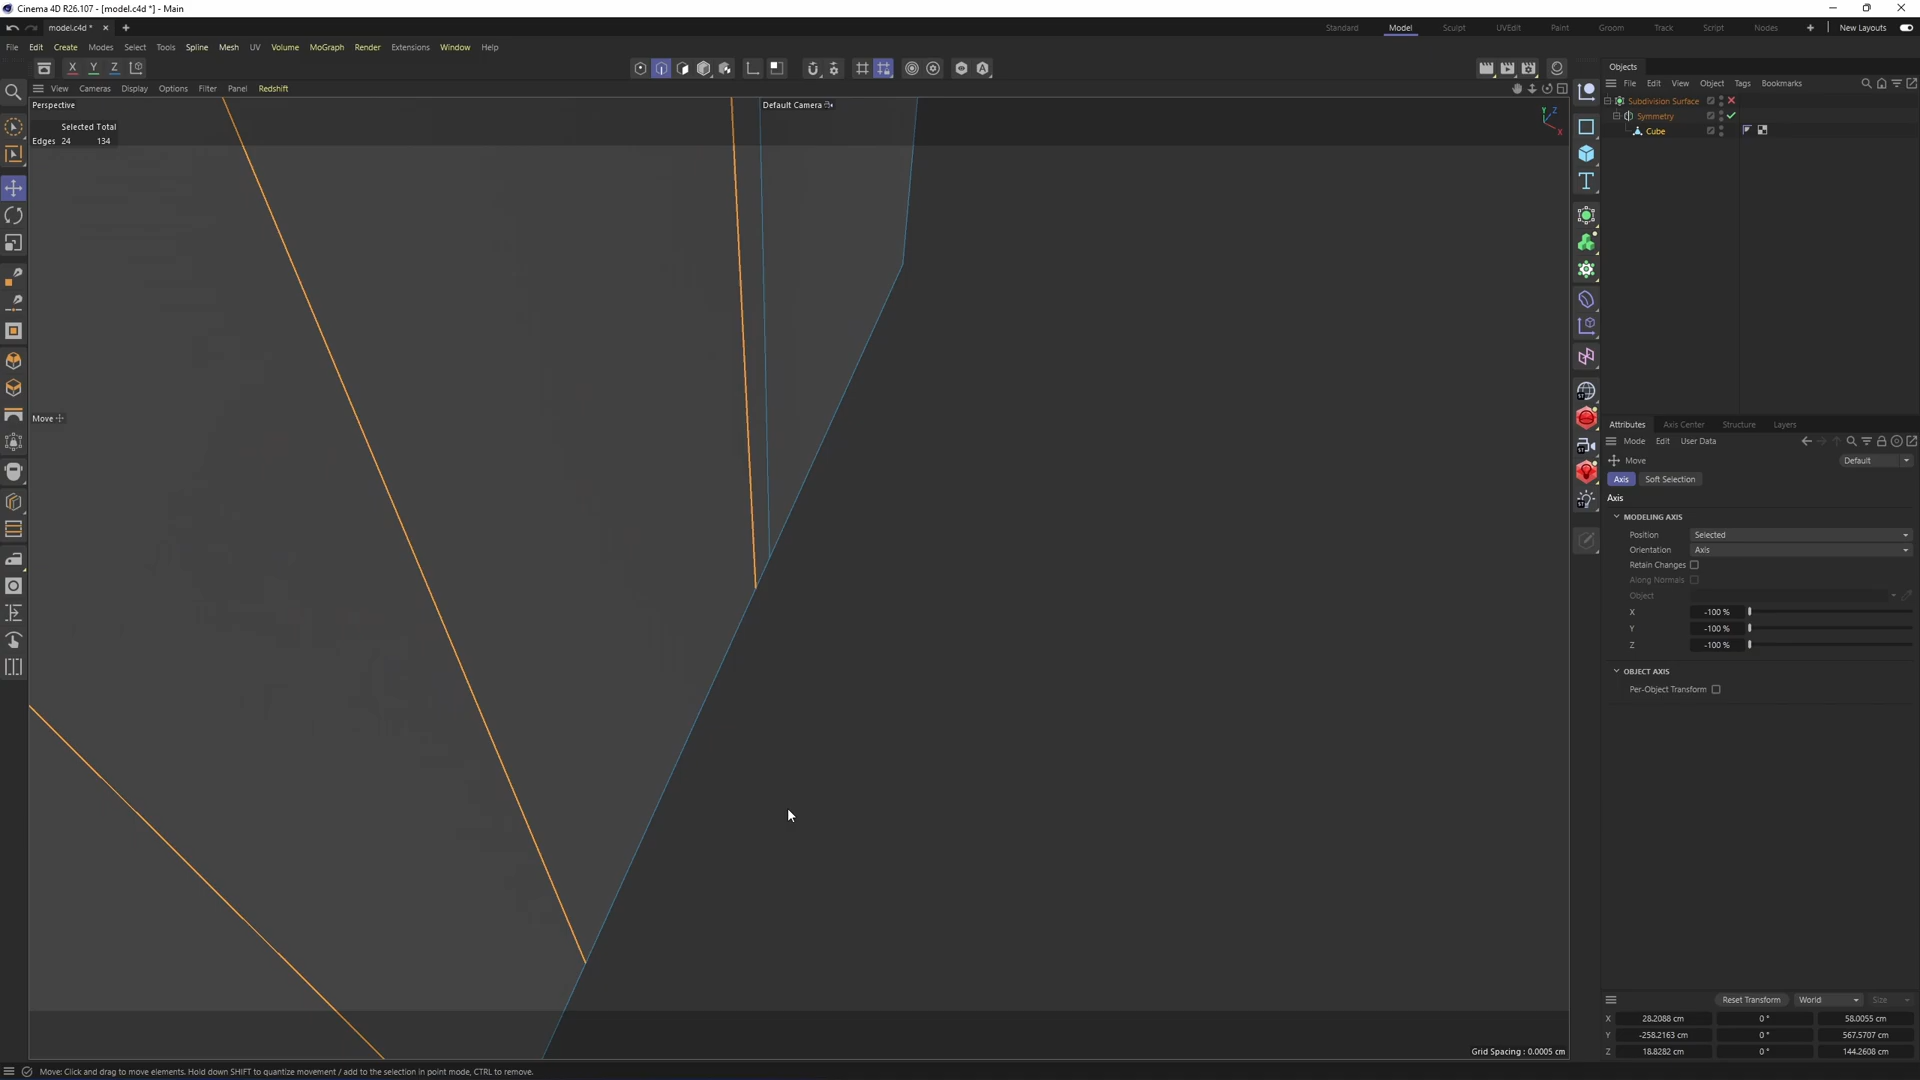 Cinema 4D R26.107 - [model.c4d *] - Main
model.c4d * × + Standard Model Sculpt UVEdit Paint Groom Track Script Nodes + New Layouts
File Edit Create Modes Select Tools Spline Mesh UV Volume MoGraph Render Extensions Window Help
X Y Z
View Cameras Display Options Filter Panel Redshift
Perspective
Default Camera
Selected Total
Edges 24 134
Y Z X
Move
Grid Spacing : 0.0005 cm
Objects
File Edit View Object Tags Bookmarks
Subdivision Surface
Symmetry
Cube
Attributes Axis Center Structure Layers
Mode Edit User Data
Move Default
Axis Soft Selection
Axis
MODELING AXIS
Position Selected
Orientation Axis
Retain Changes
Along Normals
Object
X -100 %
Y -100 %
Z -100 %
OBJECT AXIS
Per-Object Transform
Reset Transform World Size
X 28.2088 cm 0 ° 58.0055 cm
Y -258.2163 cm 0 ° 567.5707 cm
Z 18.8282 cm 0 ° 144.2608 cm
Move: Click and drag to move elements. Hold down SHIFT to quantize movement / add to the selection in point mode, CTRL to remove.